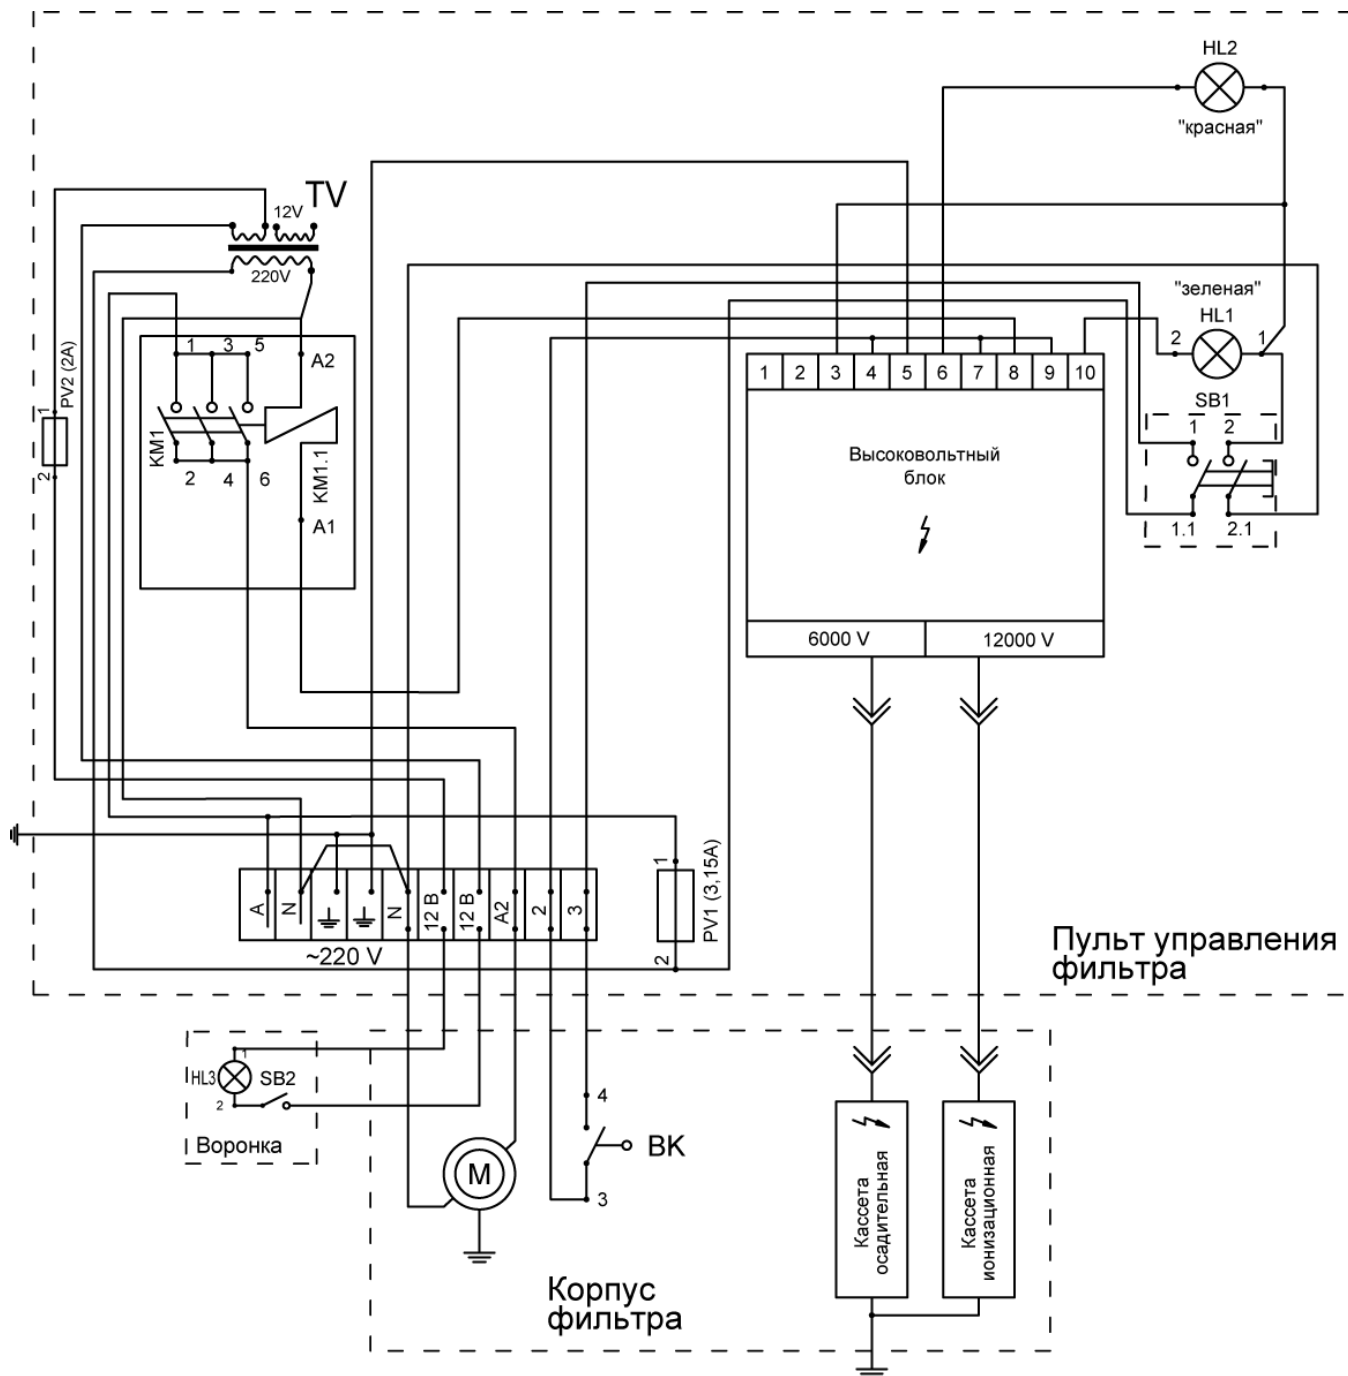 HL2
"красная"
TV
12V
220V
"зеленая"
HL1
2
1
PV2 (2A)
1
2
1
3
5
A2
KM1
2
4
6
KM1.1
A1
1
2
3
4
5
6
7
8
9
10
Высоковольтный
блок
6000 V
12000 V
SB1
1
2
1.1
2.1
A
N
N
12 В
12 В
A2
2
3
~220 V
1
2
PV1 (3,15A)
Пульт управления
фильтра
1
HL3
SB2
2
Воронка
M
4
BK
3
Кассета
осадительная
Кассета
ионизационная
Корпус
фильтра